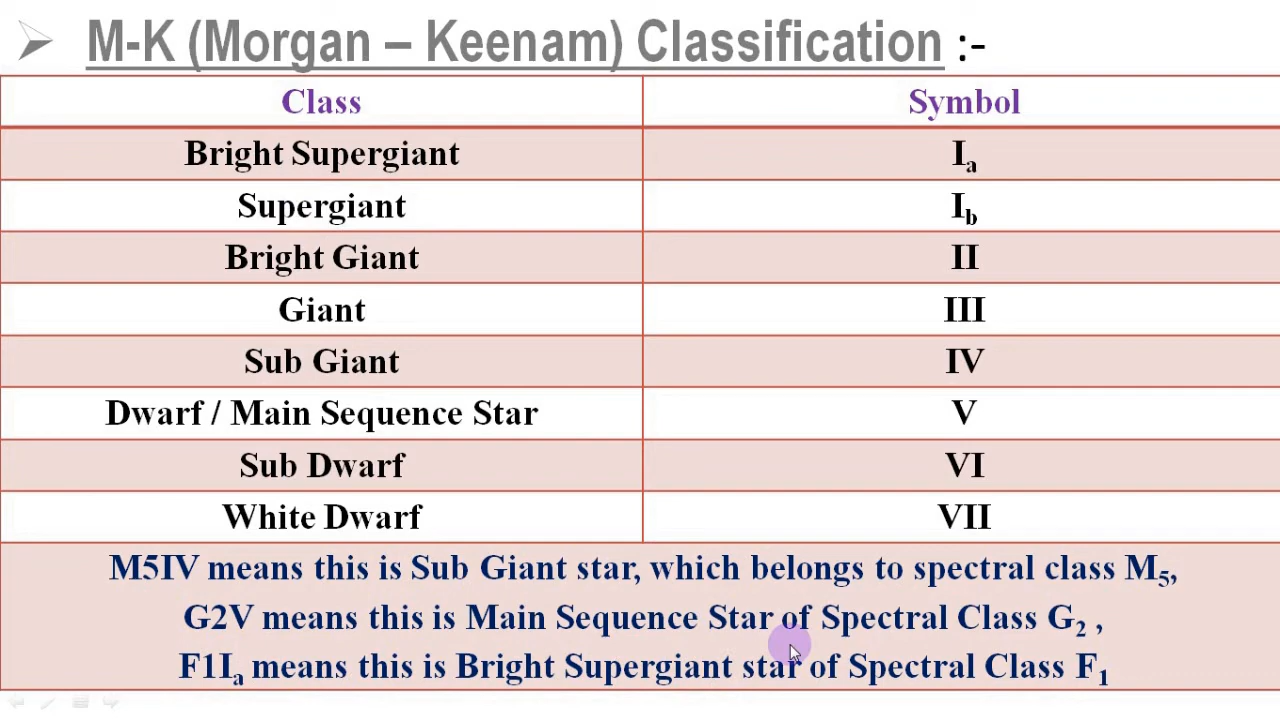 M-K (Morgan – Keenam) Classification :-
Class Symbol
Bright Supergiant Iₐ
Supergiant I_b
Bright Giant II
Giant III
Sub Giant IV
Dwarf / Main Sequence Star V
Sub Dwarf VI
White Dwarf VII
M5IV means this is Sub Giant star, which belongs to spectral class M₅,
G2V means this is Main Sequence Star of Spectral Class G₂ ,
F1Iₐ means this is Bright Supergiant star of Spectral Class F₁